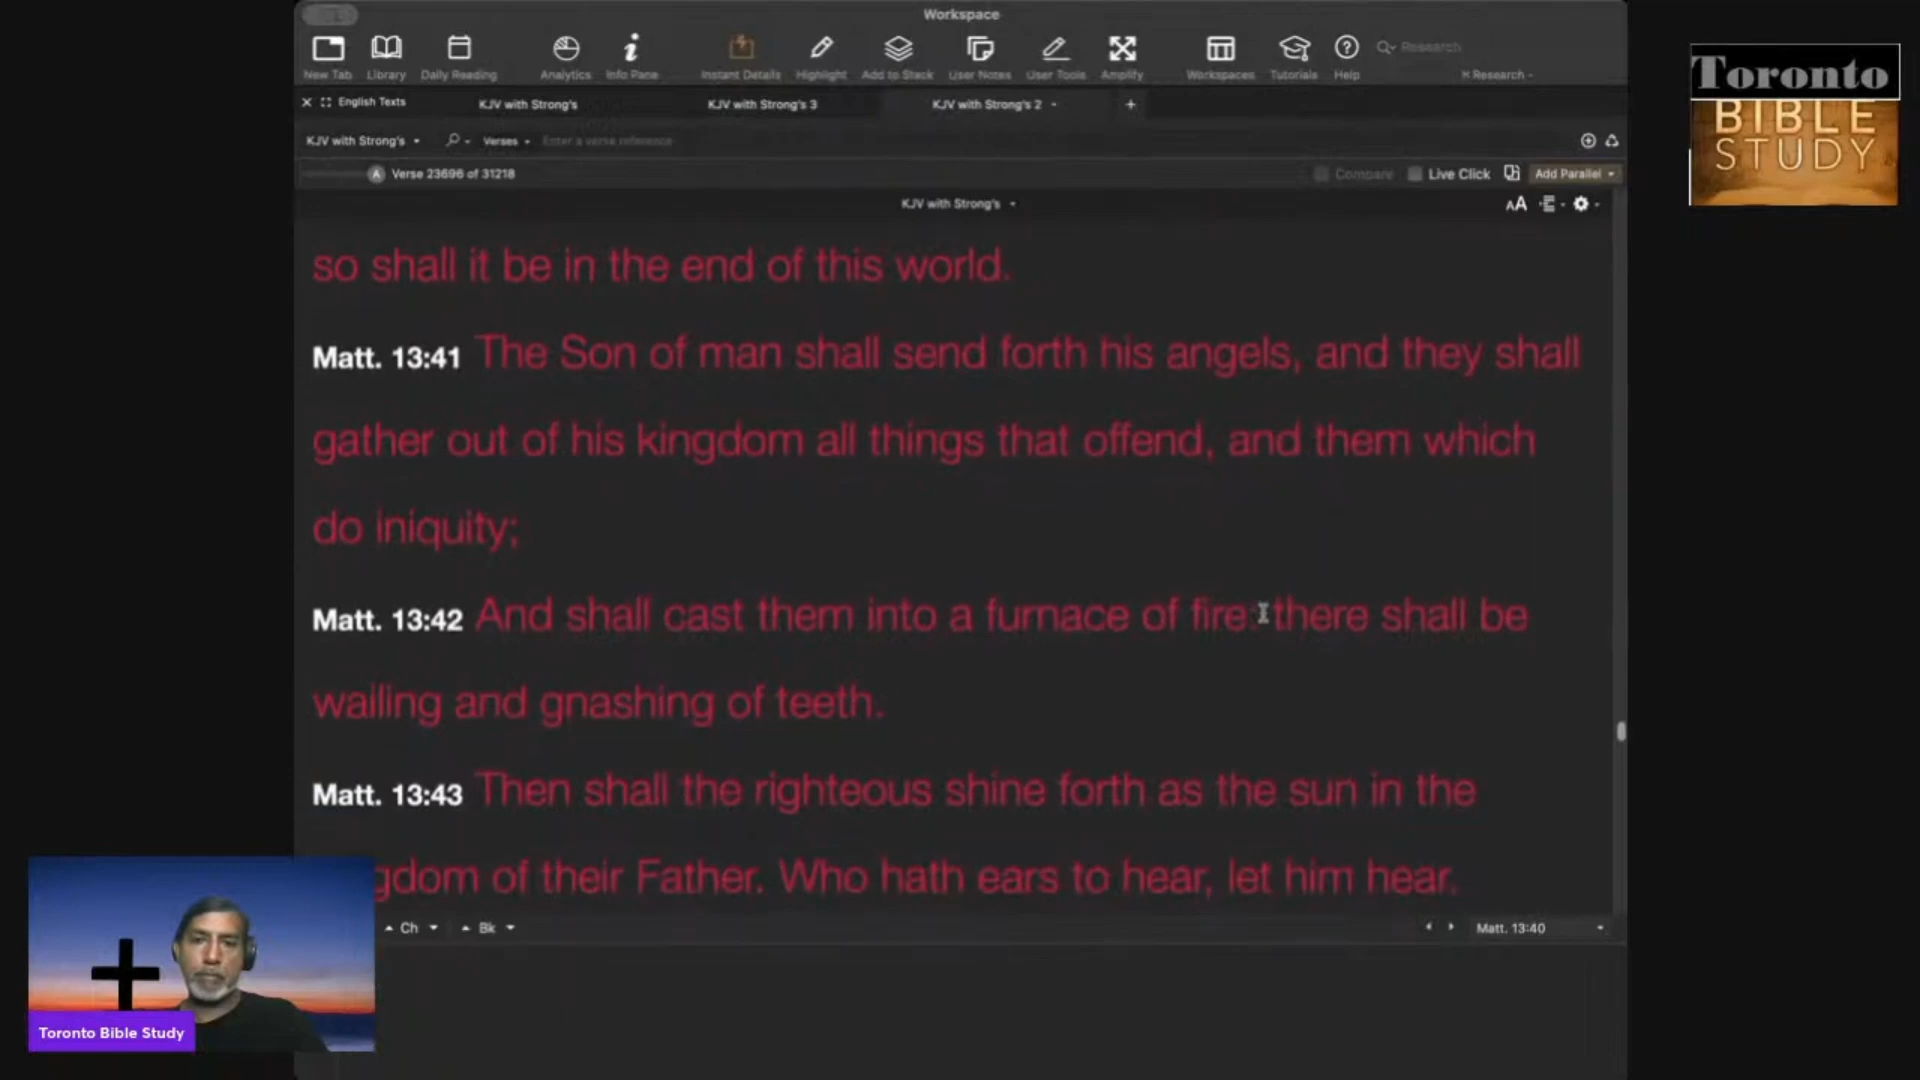 Workspace
New Tab Library Daily Reading Analytics Info Pane Instant Details Highlight Add to Stack User Notes User Tools Amplify Workspaces Tutorials Help Research
Research
English Texts KJV with Strong's KJV with Strong's 3 KJV with Strong's 2
KJV with Strong's Verses Enter a verse reference
Verse 23696 of 31218 Compare Live Click Add Parallel
KJV with Strong's AA
so shall it be in the end of this world.
Matt. 13:41 The Son of man shall send forth his angels, and they shall
gather out of his kingdom all things that offend, and them which
do iniquity;
Matt. 13:42 And shall cast them into a furnace of fire: there shall be
wailing and gnashing of teeth.
Matt. 13:43 Then shall the righteous shine forth as the sun in the
gdom of their Father. Who hath ears to hear, let him hear.
Ch Bk Matt. 13:40
Toronto
BIBLE
STUDY
Toronto Bible Study